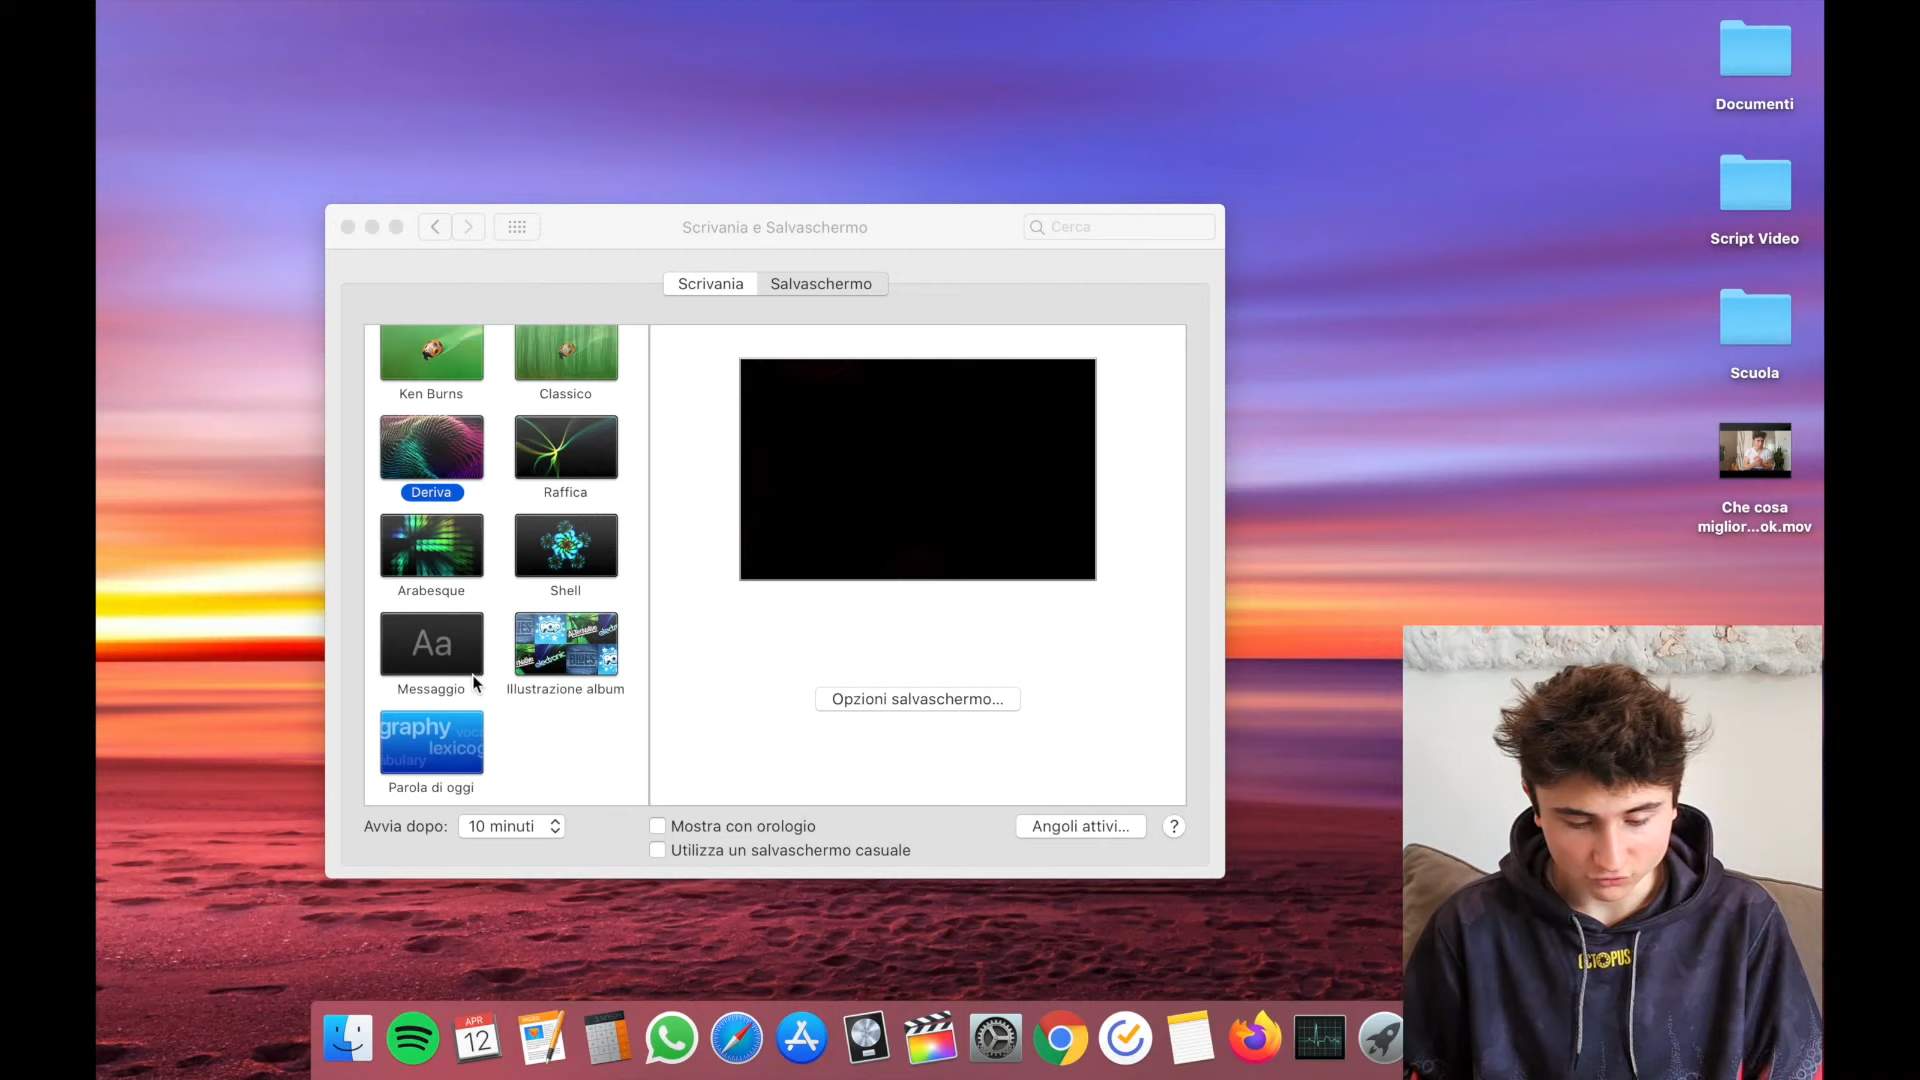 Documenti
Script Video
Scuola
Che cosa
miglior...ok.mov
Scrivania e Salvaschermo
Cerca
Scrivania
Salvaschermo
Ken Burns
Classico
Deriva
Raffica
Arabesque
Shell
Aa
Messaggio
Illustrazione album
graphy
lexicog
abulary
Parola di oggi
Opzioni salvaschermo...
Avvia dopo:
10 minuti
Mostra con orologio
Utilizza un salvaschermo casuale
Angoli attivi...
?
APR
12
OCTOPUS